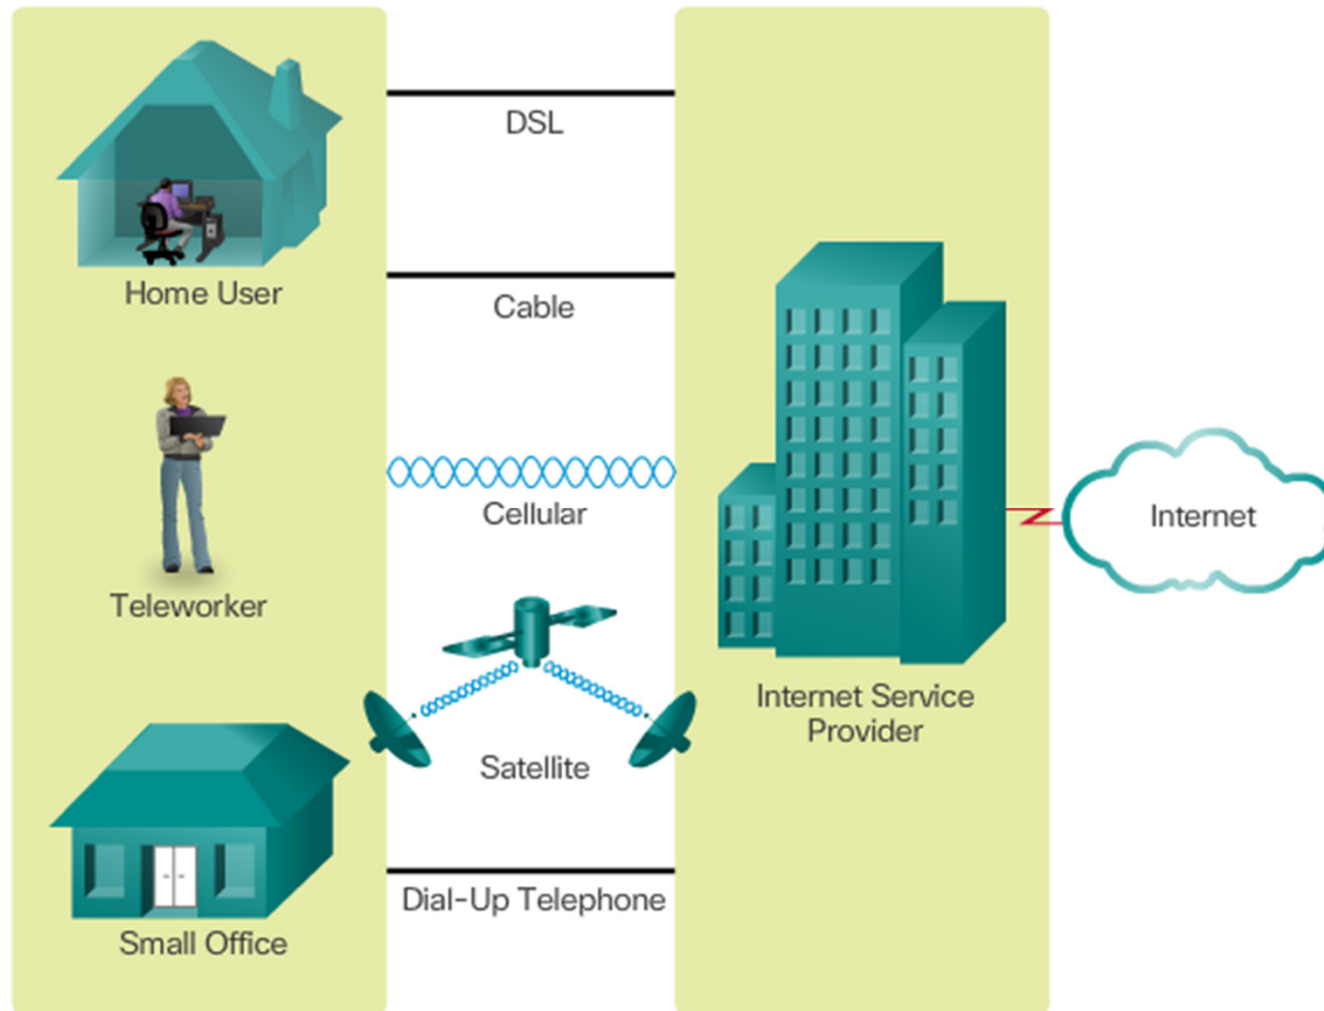 DSL
Home User
Cable
Cellular
Internet
Teleworker
Internet Service
Provider
Satellite
Dial-Up Telephone
Small Office